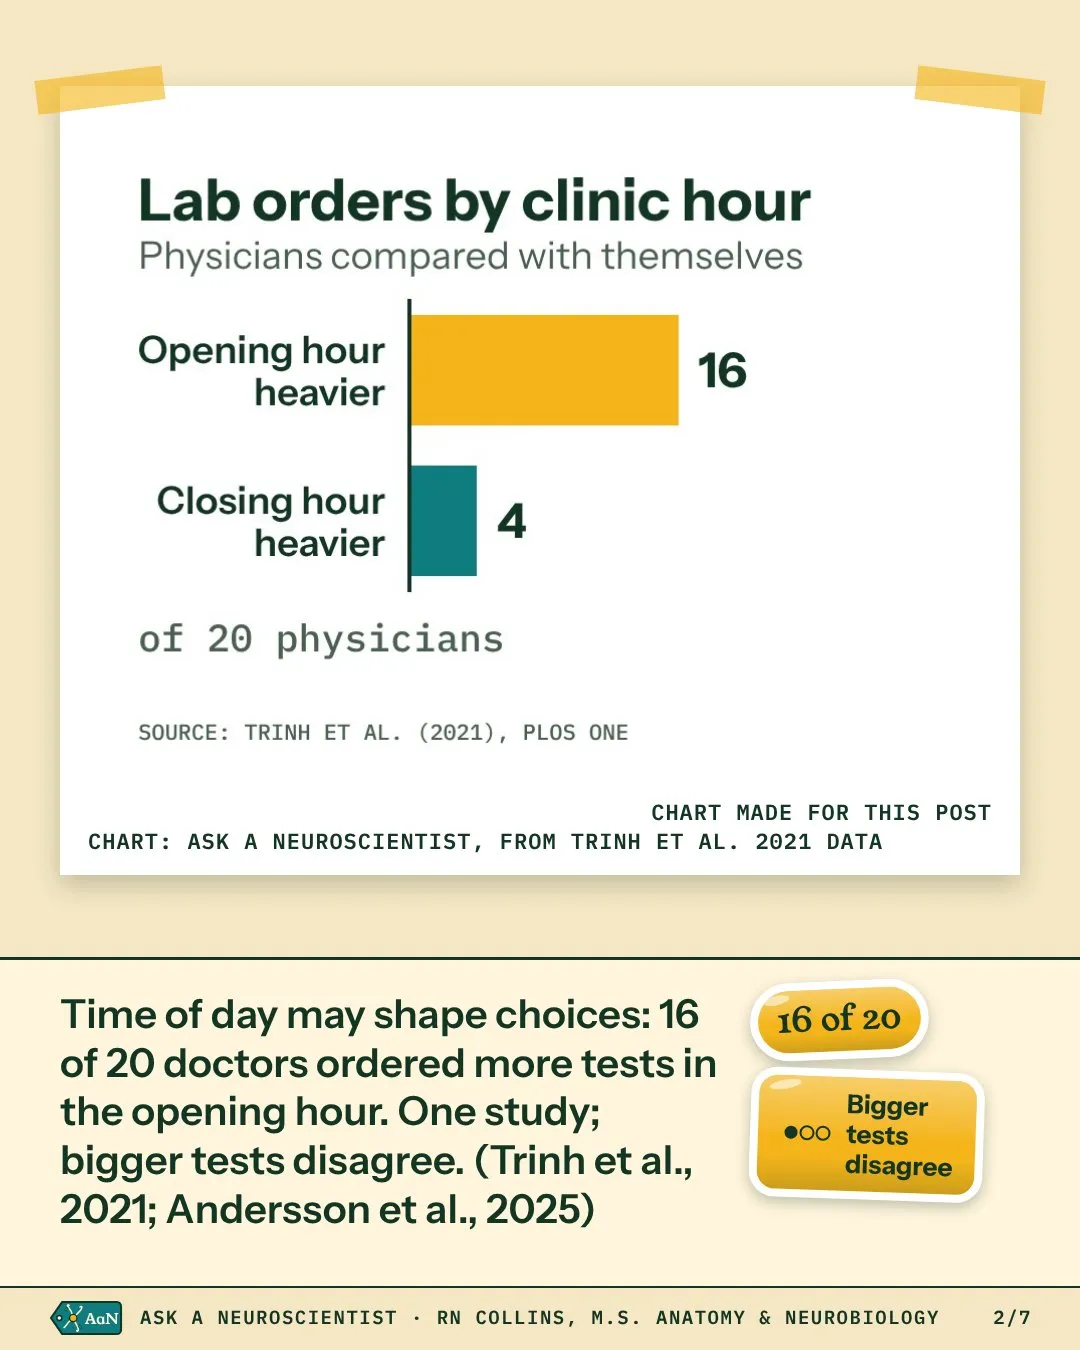 Lab orders by clinic hour
Physicians compared with themselves
Opening hour
heavier
16
Closing hour
heavier
4
of 20 physicians
SOURCE: TRINH ET AL. (2021), PLOS ONE
CHART MADE FOR THIS POST
CHART: ASK A NEUROSCIENTIST, FROM TRINH ET AL. 2021 DATA
Time of day may shape choices: 16
of 20 doctors ordered more tests in
the opening hour. One study;
bigger tests disagree. (Trinh et al.,
2021; Andersson et al., 2025)
16 of 20
Bigger
tests
disagree
AaN
ASK A NEUROSCIENTIST · RN COLLINS, M.S. ANATOMY & NEUROBIOLOGY
2/7